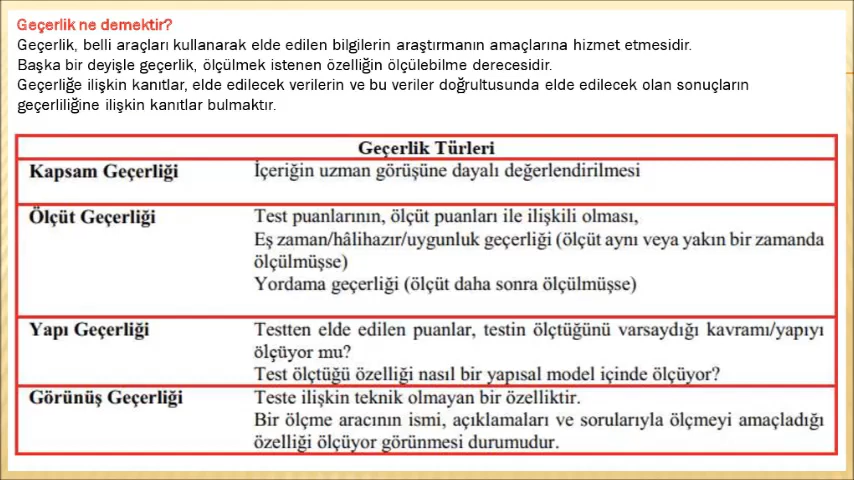 Geçerlik ne demektir?
Geçerlik, belli araçları kullanarak elde edilen bilgilerin araştırmanın amaçlarına hizmet etmesidir.
Başka bir deyişle geçerlik, ölçülmek istenen özelliğin ölçülebilme derecesidir.
Geçerliğe ilişkin kanıtlar, elde edilecek verilerin ve bu veriler doğrultusunda elde edilecek olan sonuçların
geçerliliğine ilişkin kanıtlar bulmaktır.
Geçerlik Türleri
Kapsam Geçerliği İçeriğin uzman görüşüne dayalı değerlendirilmesi
Ölçüt Geçerliği Test puanlarının, ölçüt puanları ile ilişkili olması,
Eş zaman/hâlihazır/uygunluk geçerliği (ölçüt aynı veya yakın bir zamanda
ölçülmüşse)
Yordama geçerliği (ölçüt daha sonra ölçülmüşse)
Yapı Geçerliği Testten elde edilen puanlar, testin ölçtüğünü varsaydığı kavramı/yapıyı
ölçüyor mu?
Test ölçtüğü özelliği nasıl bir yapısal model içinde ölçüyor?
Görünüş Geçerliği Teste ilişkin teknik olmayan bir özelliktir.
Bir ölçme aracının ismi, açıklamaları ve sorularıyla ölçmeyi amaçladığı
özelliği ölçüyor görünmesi durumudur.